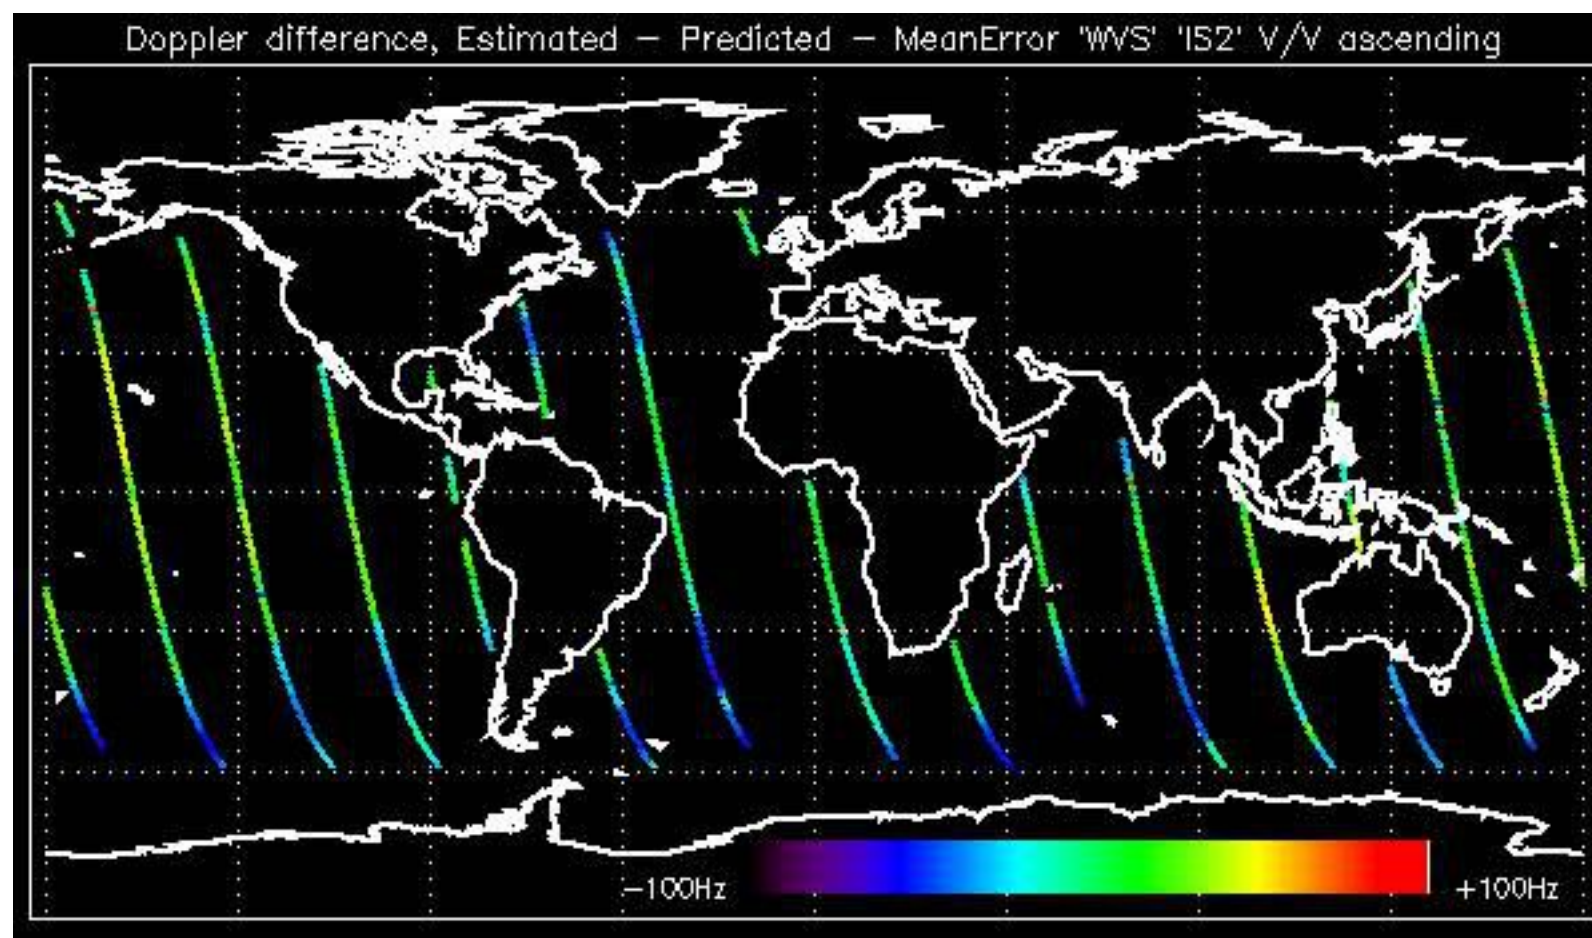 Doppler difference, Estimated – Predicted – MeanError 'WVS' 'IS2' V/V ascending
–100Hz
+100Hz